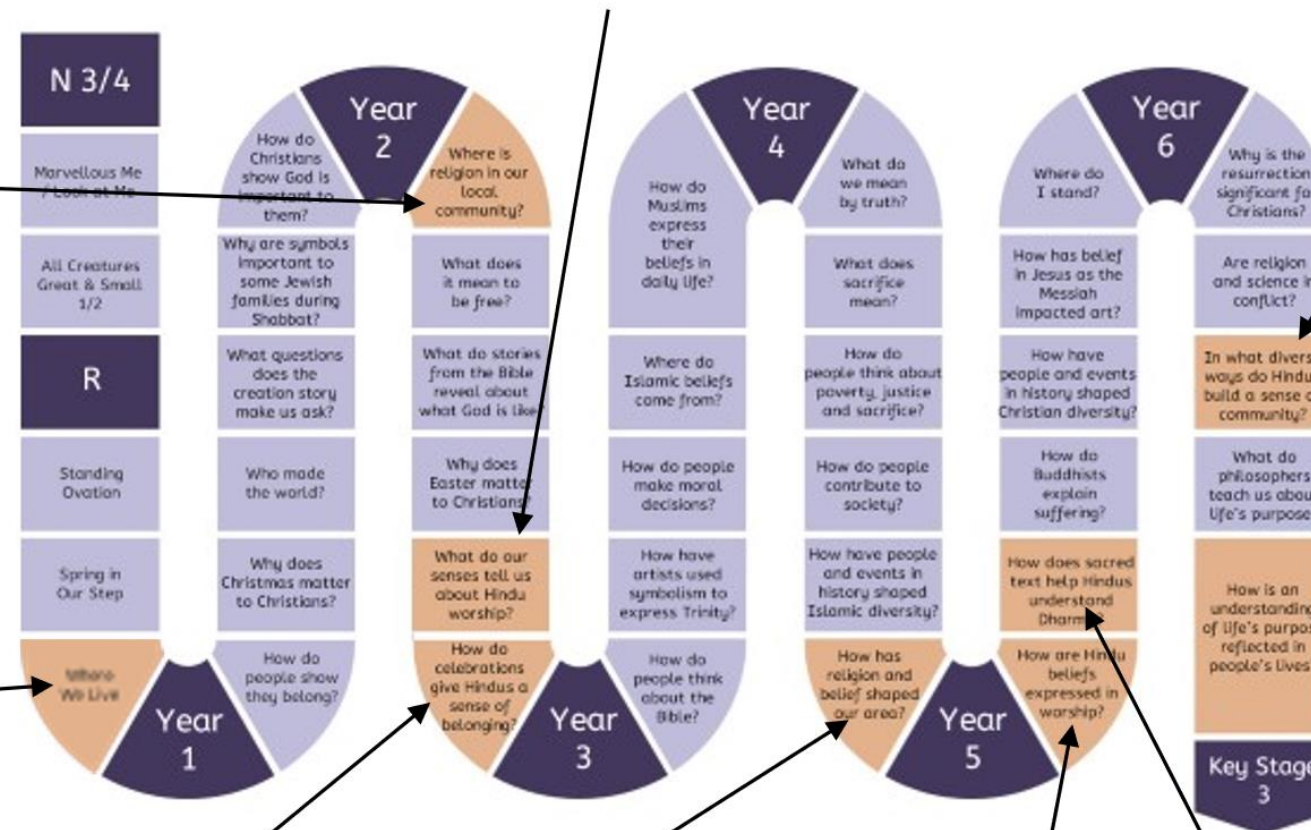 N 3/4
Marvellous Me
/ Look at Me
All Creatures
Great & Small
1/2
R
Standing
Ovation
Spring in
Our Step
Where
We Live
Year
1
How do
people show
they belong?
Why does
Christmas matter
to Christians?
Who made
the world?
What questions
does the
creation story
make us ask?
Why are symbols
important to
some Jewish
families during
Shabbat?
How do
Christians
show God is
important to
them?
Year
2
Where is
religion in our
local
community?
What does
it mean to
be free?
What do stories
from the Bible
reveal about
what God is like?
Why does
Easter matter
to Christians?
What do our
senses tell us
about Hindu
worship?
How do
celebrations
give Hindus a
sense of
belonging?
Year
3
How do
people think
about the
Bible?
How have
artists used
symbolism to
express Trinity?
How do people
make moral
decisions?
Where do
Islamic beliefs
come from?
How do
Muslims
express
their
beliefs in
daily life?
Year
4
What do
we mean
by truth?
What does
sacrifice
mean?
How do
people think about
poverty, justice
and sacrifice?
How do people
contribute to
society?
How have people
and events in
history shaped
Islamic diversity?
How has
religion and
belief shaped
our area?
Year
5
How are Hindu
beliefs
expressed in
worship?
How does sacred
text help Hindus
understand
Dharma?
How do
Buddhists
explain
suffering?
How have
people and events
in history shaped
Christian diversity?
How has belief
in Jesus as the
Messiah
impacted art?
Where do
I stand?
Year
6
Why is the
resurrection
significant fo
Christians?
Are religion
and science i
conflict?
In what divers
ways do Hindu
build a sense o
community?
What do
philosophers
teach us abou
life's purpose
How is an
understanding
of life's purpos
reflected in
people's lives
Key Stage
3